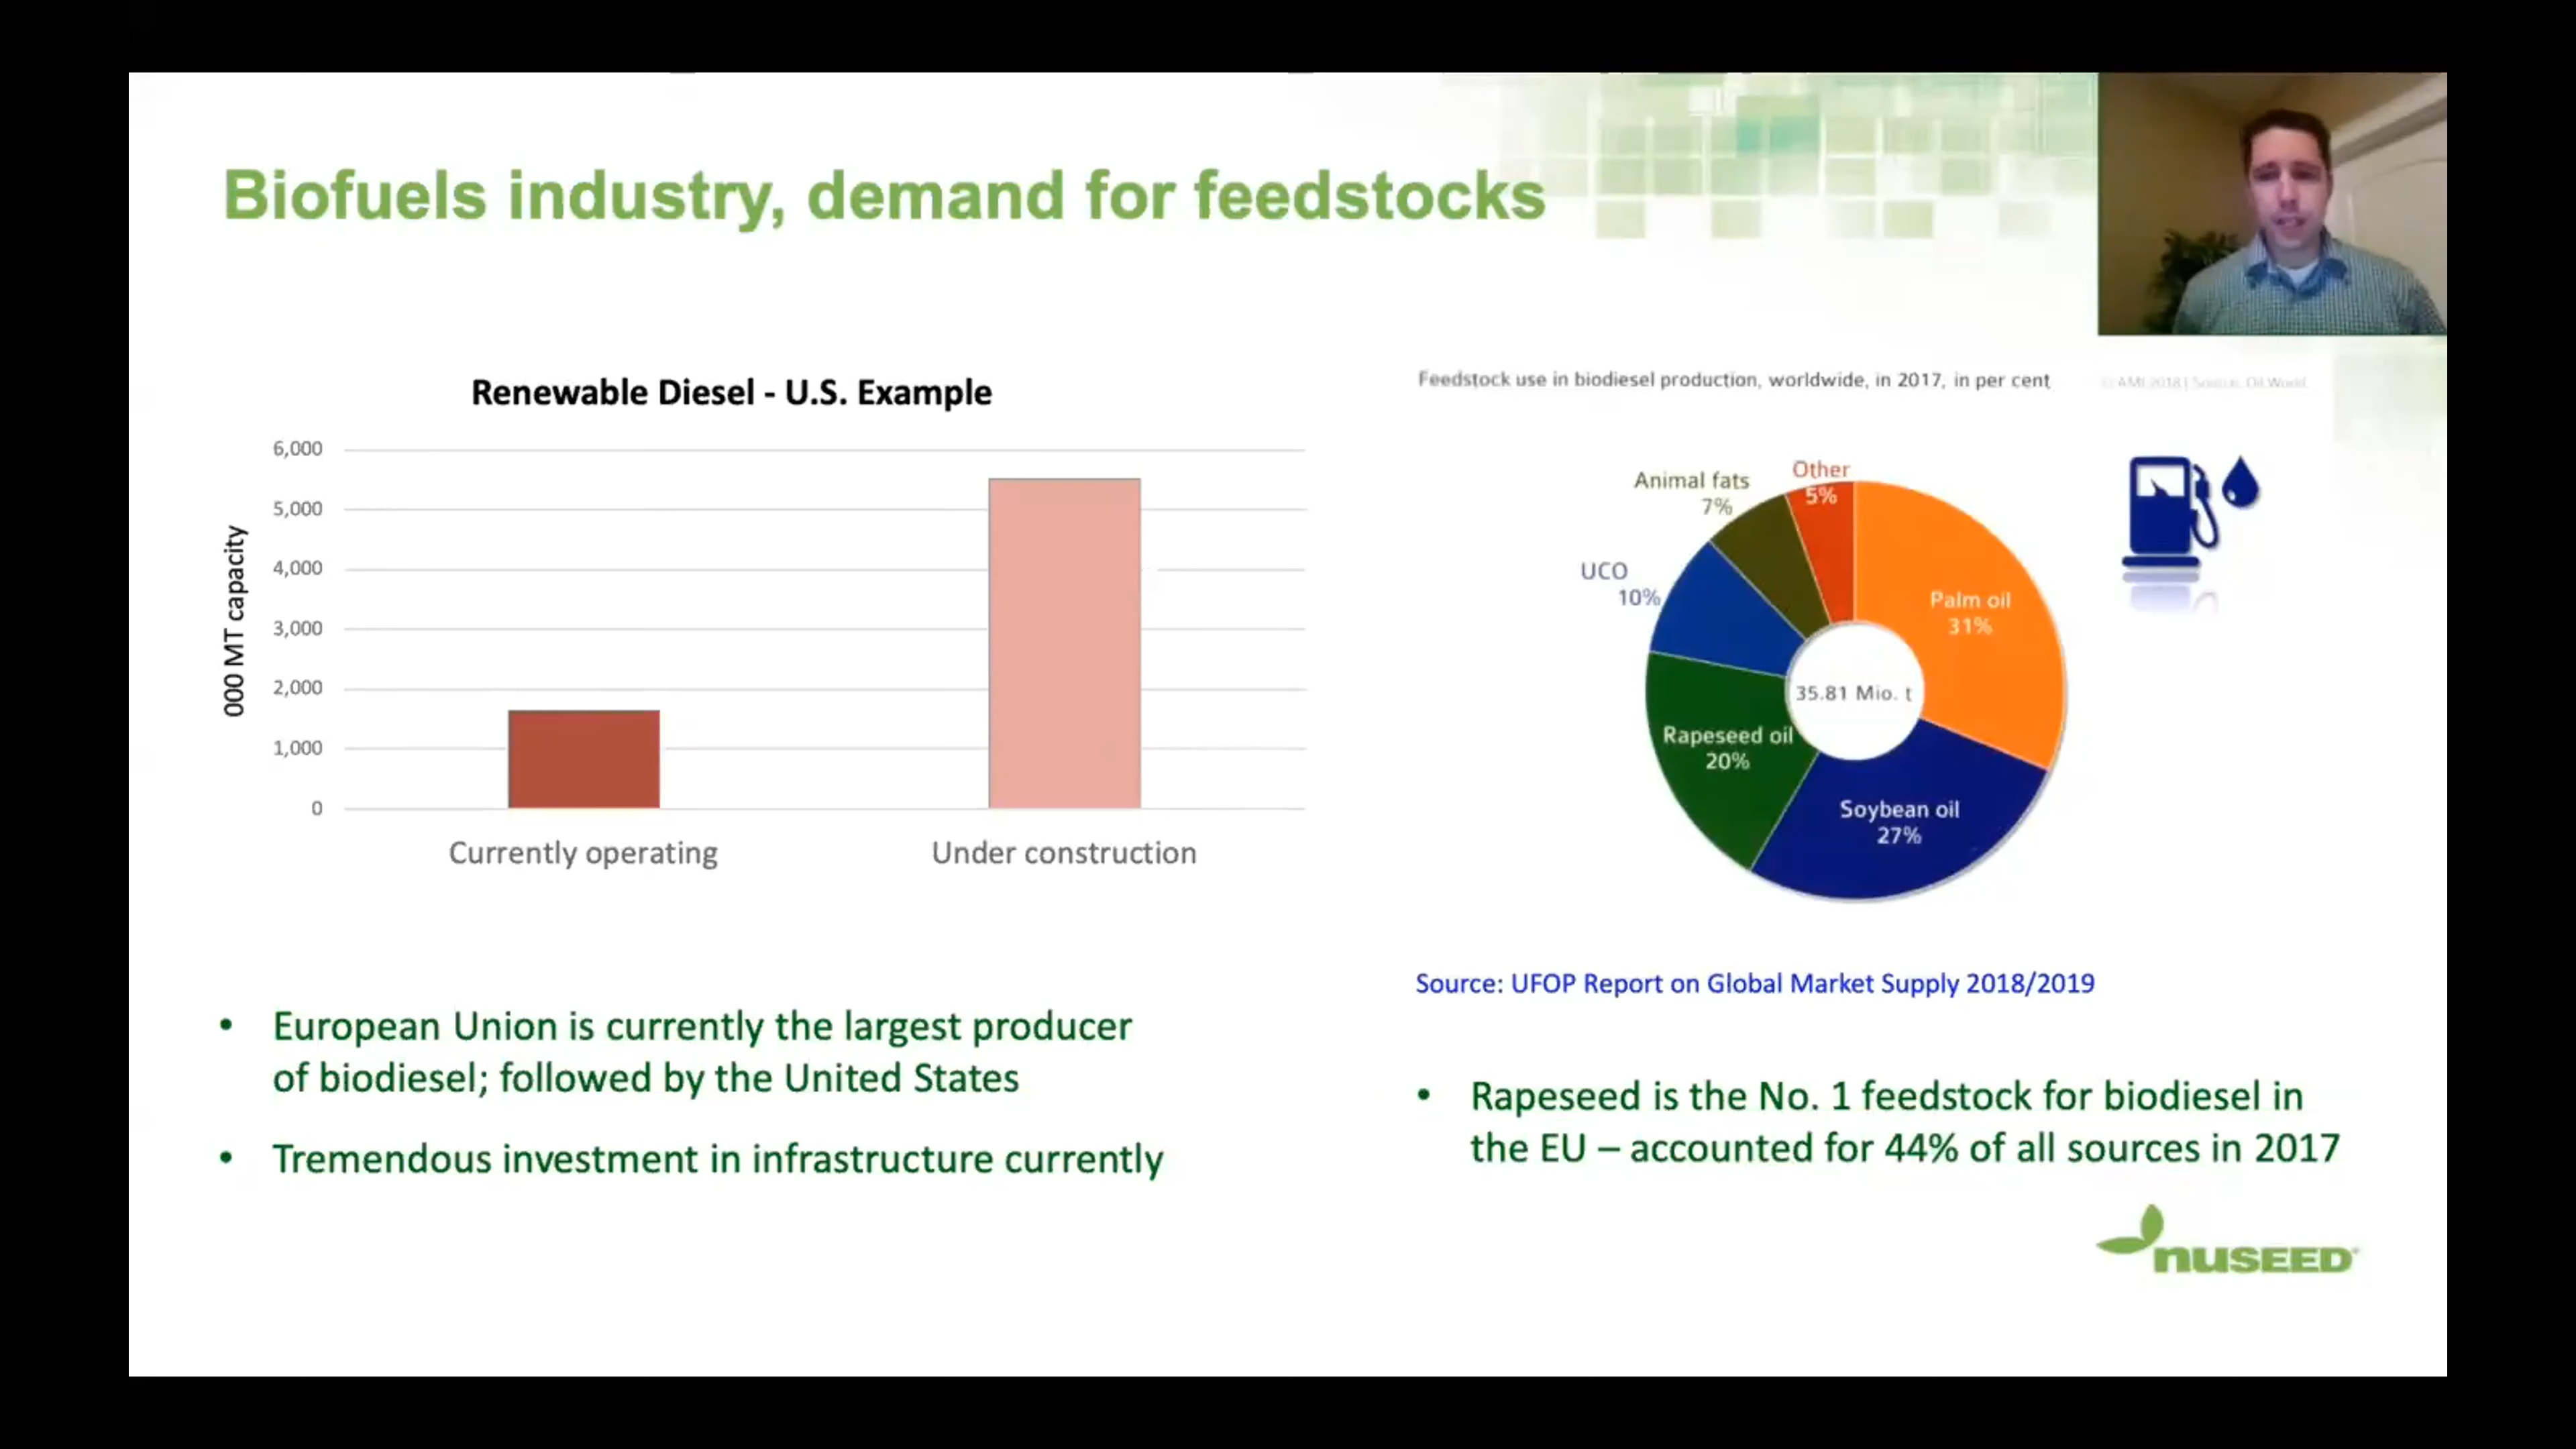 Biofuels industry, demand for feedstocks
Renewable Diesel - U.S. Example
000 MT capacity
6,000
5,000
4,000
3,000
2,000
1,000
0
Currently operating
Under construction
• European Union is currently the largest producer
of biodiesel; followed by the United States
• Tremendous investment in infrastructure currently
Feedstock use in biodiesel production, worldwide, in 2017, in per cent
© AMI 2018 | Source: Oil World
Other
5%
Animal fats
7%
UCO
10%
Palm oil
31%
35.81 Mio. t
Rapeseed oil
20%
Soybean oil
27%
Source: UFOP Report on Global Market Supply 2018/2019
• Rapeseed is the No. 1 feedstock for biodiesel in
the EU – accounted for 44% of all sources in 2017
nuseed®